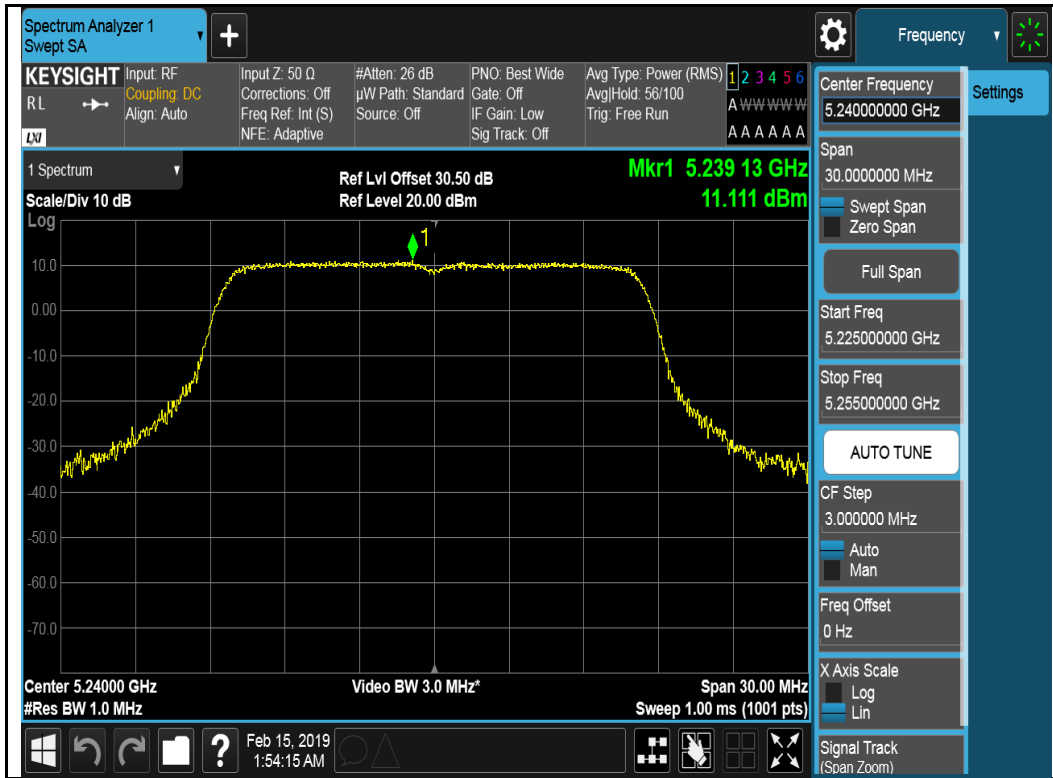 Spectrum Analyzer 1
Swept SA
+
Frequency
KEYSIGHT
R L
LXI
Input: RF
Coupling: DC
Align: Auto
Input Z: 50 Ω
Corrections: Off
Freq Ref: Int (S)
NFE: Adaptive
#Atten: 26 dB
µW Path: Standard
Source: Off
PNO: Best Wide
Gate: Off
IF Gain: Low
Sig Track: Off
Avg Type: Power (RMS)
Avg|Hold: 56/100
Trig: Free Run
1 2 3 4 5 6
A W W W W W
A A A A A A
1 Spectrum
Scale/Div 10 dB
Ref Lvl Offset 30.50 dB
Ref Level 20.00 dBm
Mkr1 5.239 13 GHz
11.111 dBm
Log
1
10.0
0.00
-10.0
-20.0
-30.0
-40.0
-50.0
-60.0
-70.0
Center 5.24000 GHz
#Res BW 1.0 MHz
Video BW 3.0 MHz*
Span 30.00 MHz
Sweep 1.00 ms (1001 pts)
?
Feb 15, 2019
1:54:15 AM
Center Frequency
5.240000000 GHz
Span
30.0000000 MHz
Swept Span
Zero Span
Full Span
Start Freq
5.225000000 GHz
Stop Freq
5.255000000 GHz
AUTO TUNE
CF Step
3.000000 MHz
Auto
Man
Freq Offset
0 Hz
X Axis Scale
Log
Lin
Signal Track
(Span Zoom)
Settings